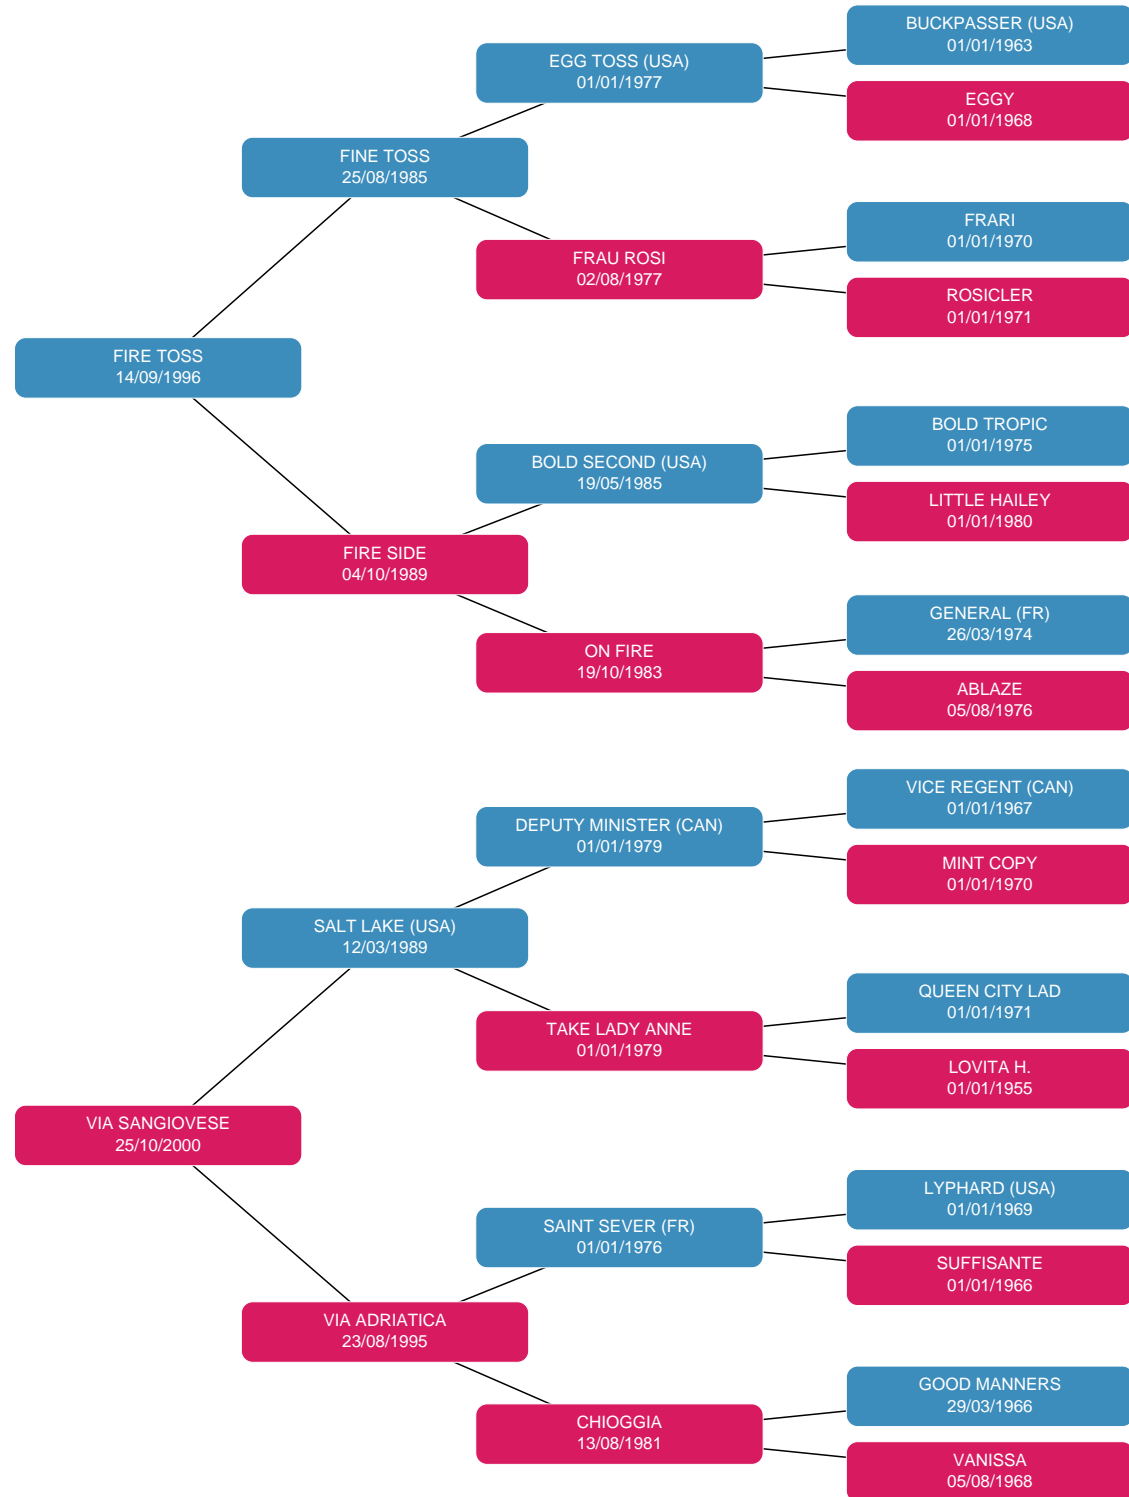 BUCKPASSER (USA)
01/01/1963
EGG TOSS (USA)
01/01/1977
EGGY
01/01/1968
FINE TOSS
25/08/1985
FRARI
01/01/1970
FRAU ROSI
02/08/1977
ROSICLER
01/01/1971
FIRE TOSS
14/09/1996
BOLD TROPIC
01/01/1975
BOLD SECOND (USA)
19/05/1985
LITTLE HAILEY
01/01/1980
FIRE SIDE
04/10/1989
GENERAL (FR)
26/03/1974
ON FIRE
19/10/1983
ABLAZE
05/08/1976
VICE REGENT (CAN)
01/01/1967
DEPUTY MINISTER (CAN)
01/01/1979
MINT COPY
01/01/1970
SALT LAKE (USA)
12/03/1989
QUEEN CITY LAD
01/01/1971
TAKE LADY ANNE
01/01/1979
LOVITA H.
01/01/1955
VIA SANGIOVESE
25/10/2000
LYPHARD (USA)
01/01/1969
SAINT SEVER (FR)
01/01/1976
SUFFISANTE
01/01/1966
VIA ADRIATICA
23/08/1995
GOOD MANNERS
29/03/1966
CHIOGGIA
13/08/1981
VANISSA
05/08/1968